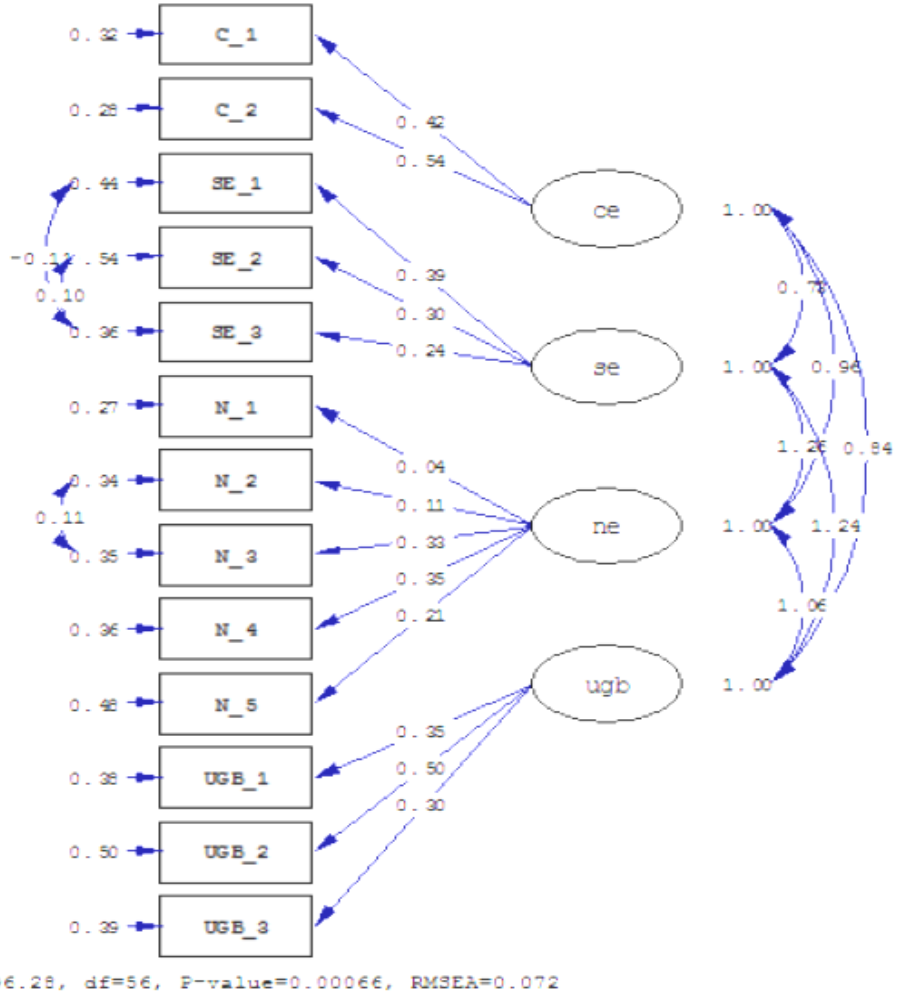 0.32 C_1
0.42
0.28 C_2
0.54
0.44 SE_1
ce 1.00
.54 SE_2
0.39
0.78
0.10
0.30
0.36 SE_3
0.24
se 1.00 0.96
0.27 N_1
1.26 0.84
0.04
0.34 N_2
0.11
0.11
ne 1.00 1.24
0.33
0.35 N_3
0.35
1.06
0.21
0.36 N_4
ugb 1.00
0.48 N_5
0.35
0.50
0.38 UGB_1
0.30
0.50 UGB_2
0.39 UGB_3
6.28, df=56, P-value=0.00066, RMSEA=0.072